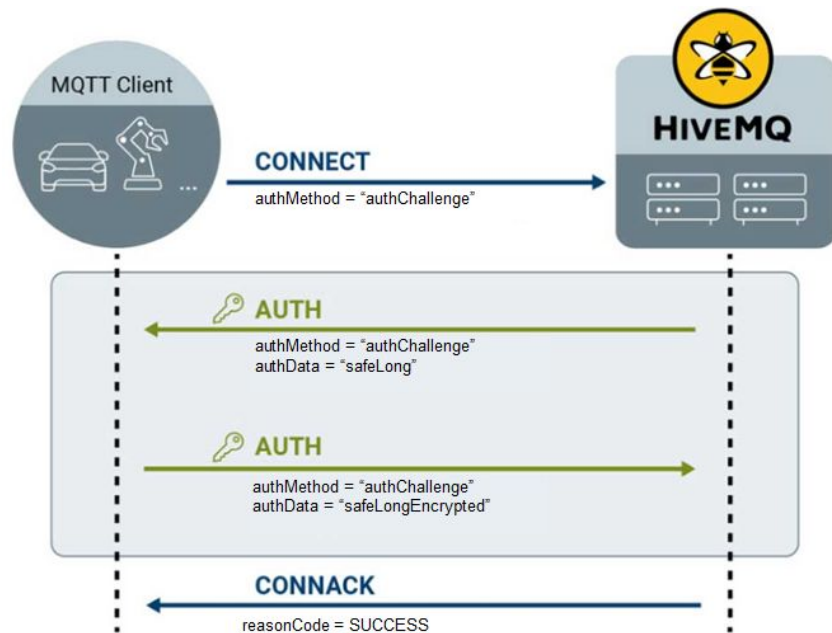 MQTT Client
...
HIVEMQ
CONNECT
authMethod = “authChallenge”
AUTH
authMethod = “authChallenge”
authData = “safeLong”
AUTH
authMethod = “authChallenge”
authData = “safeLongEncrypted”
CONNACK
reasonCode = SUCCESS